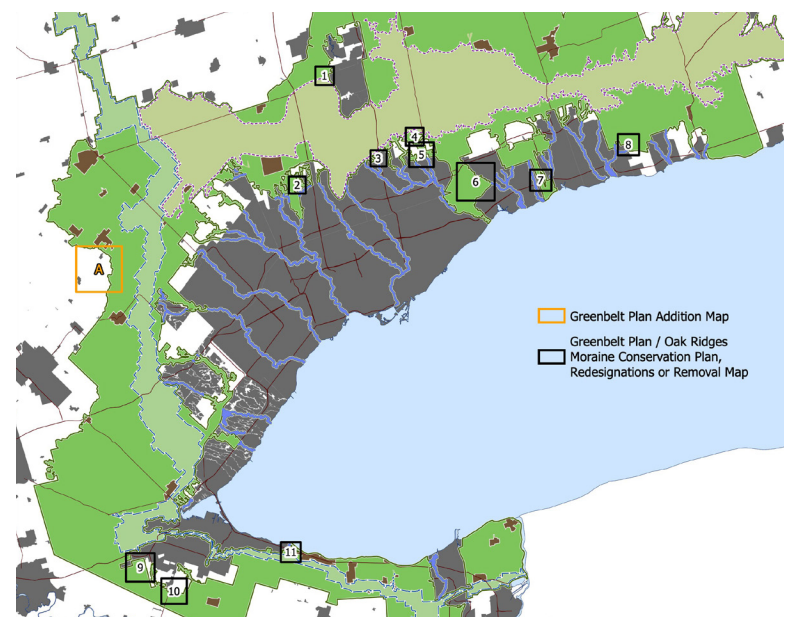 1
4
3
5
8
2
6
7
A
Greenbelt Plan Addition Map
Greenbelt Plan / Oak Ridges
Moraine Conservation Plan,
Redesignations or Removal Map
11
9
10